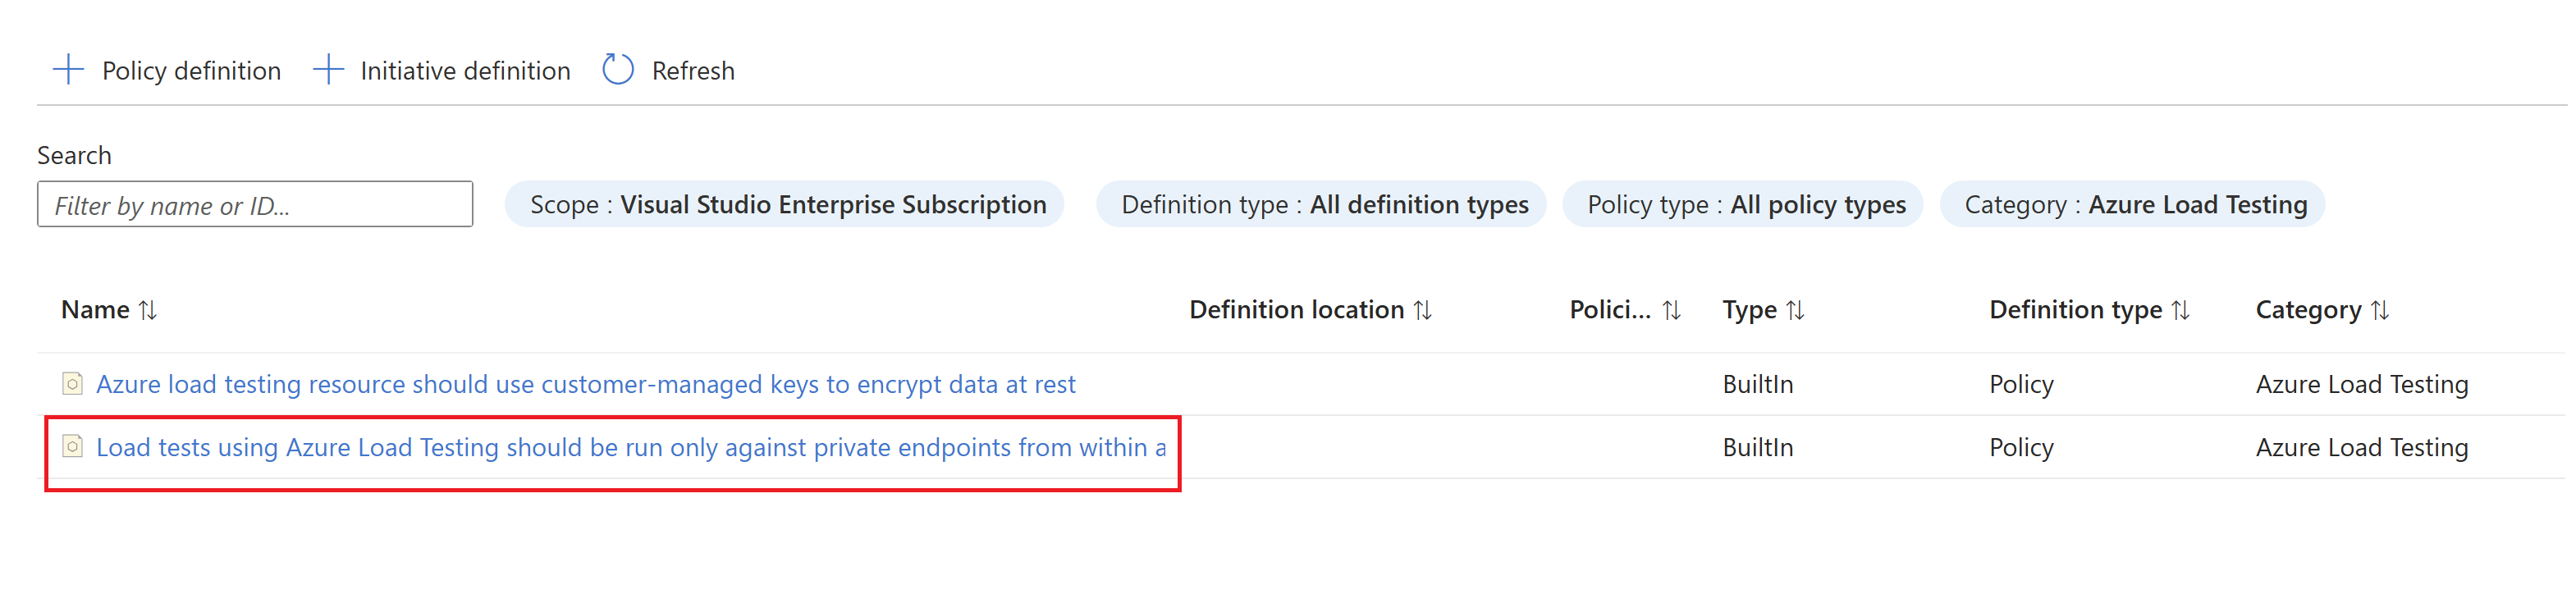 Policy definition Initiative definition Refresh
Search
Filter by name or ID... Scope : Visual Studio Enterprise Subscription Definition type : All definition types Policy type : All policy types Category : Azure Load Testing
Name Definition location Polici... Type Definition type Category
Azure load testing resource should use customer-managed keys to encrypt data at rest BuiltIn Policy Azure Load Testing
Load tests using Azure Load Testing should be run only against private endpoints from within a BuiltIn Policy Azure Load Testing